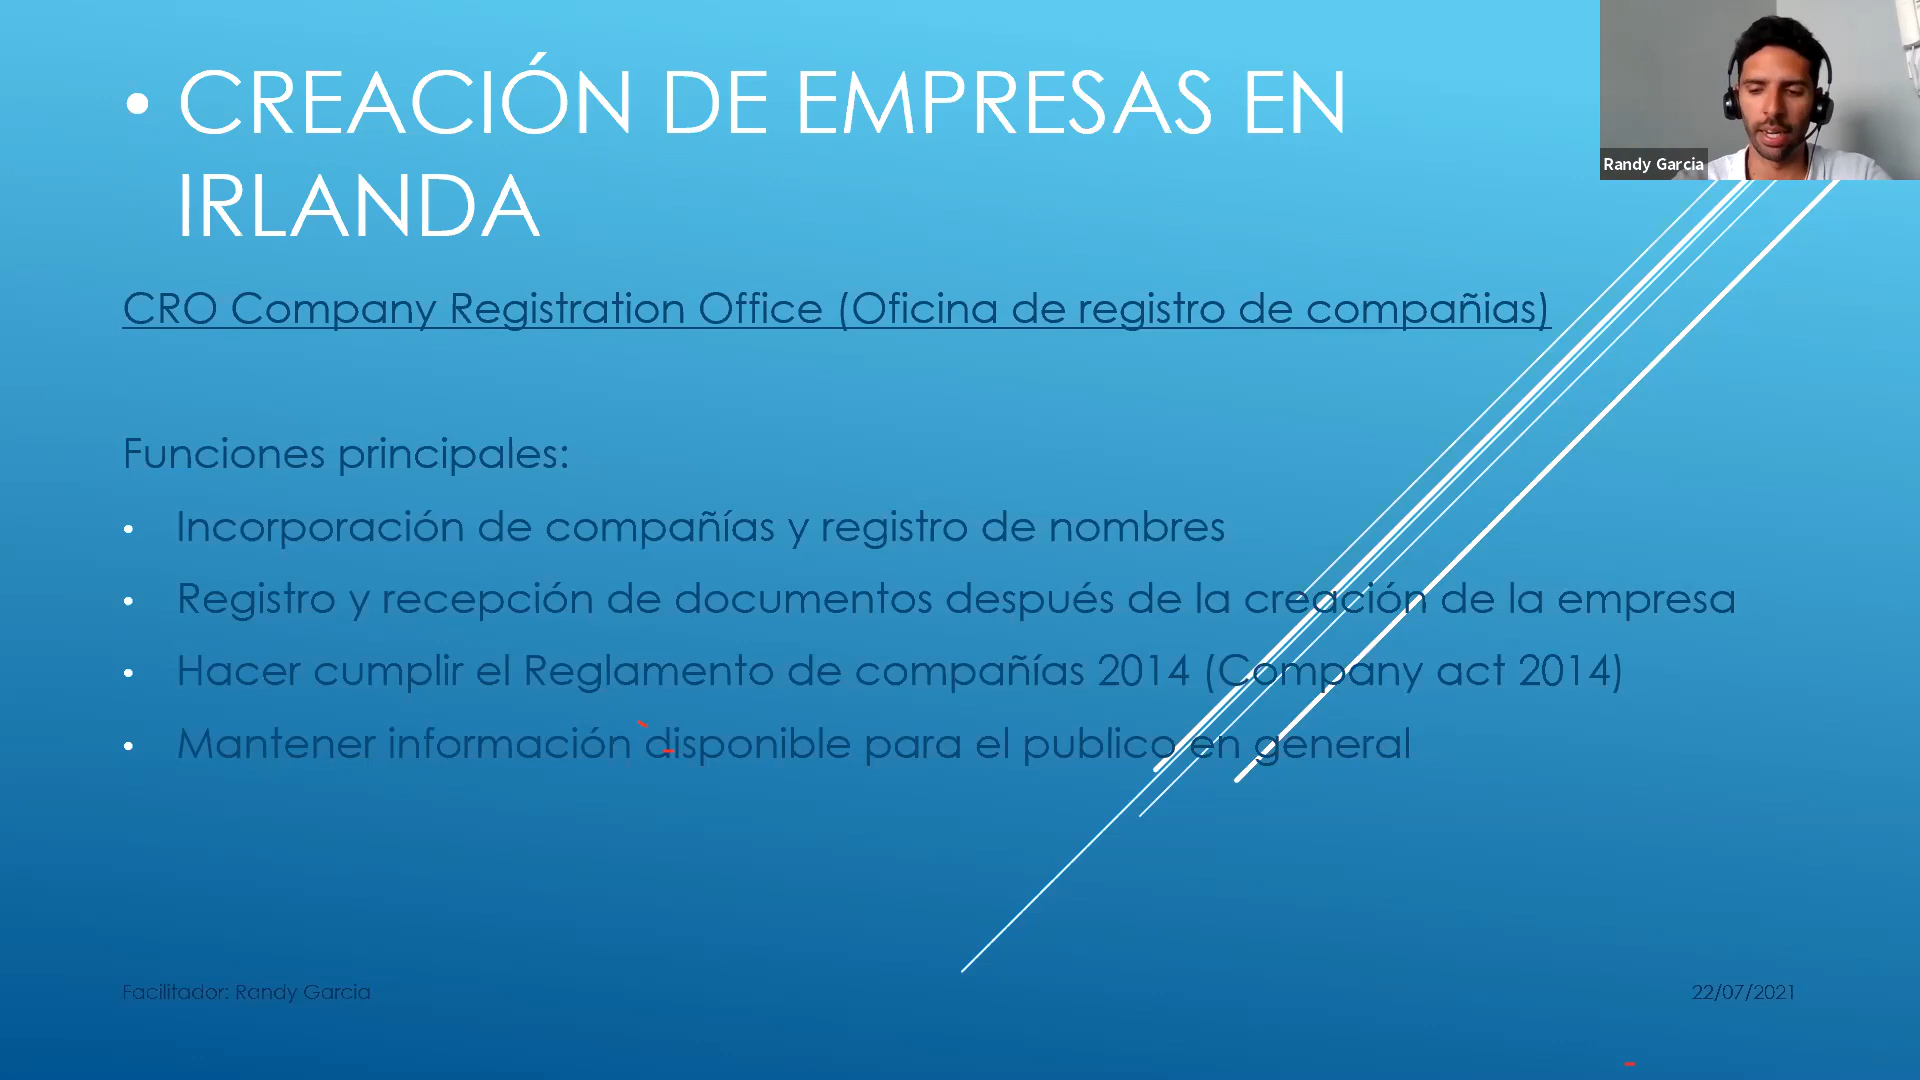 • CREACIÓN DE EMPRESAS EN
IRLANDA
Randy Garcia
CRO Company Registration Office (Oficina de registro de compañias)
Funciones principales:
• Incorporación de compañías y registro de nombres
• Registro y recepción de documentos después de la creación de la empresa
• Hacer cumplir el Reglamento de compañías 2014 (Company act 2014)
• Mantener información disponible para el publico en general
Facilitador: Randy Garcia
22/07/2021